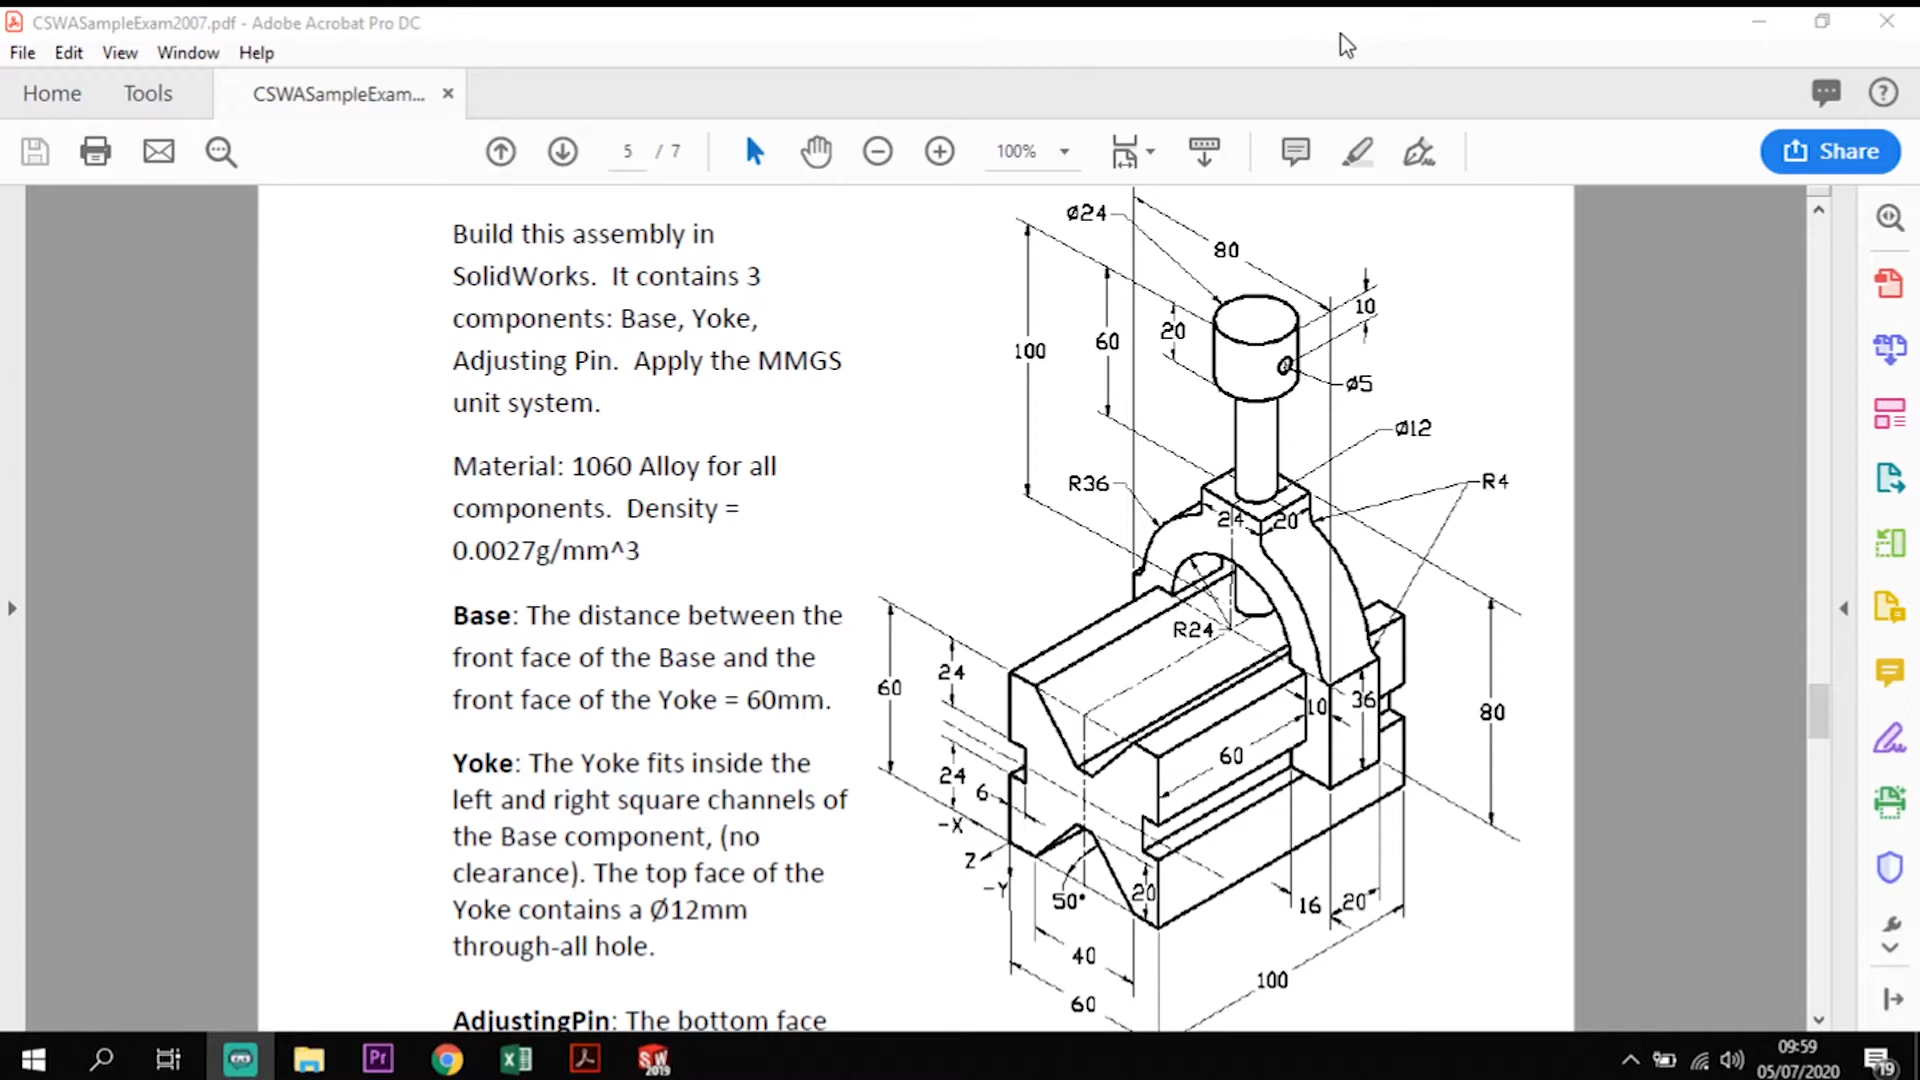 CSWASampleExam2007.pdf - Adobe Acrobat Pro DC
File Edit View Window Help
Home Tools CSWASampleExam... ×
5 / 7 100% Share
Build this assembly in
SolidWorks. It contains 3
components: Base, Yoke,
Adjusting Pin. Apply the MMGS
unit system.
Material: 1060 Alloy for all
components. Density =
0.0027g/mm^3
Base: The distance between the
front face of the Base and the
front face of the Yoke = 60mm.
Yoke: The Yoke fits inside the
left and right square channels of
the Base component, (no
clearance). The top face of the
Yoke contains a Ø12mm
through-all hole.
AdjustingPin: The bottom face
Ø24
80
10
20
60
100
Ø5
Ø12
R36
R4
24
20
R24
60
24
36
10
80
60
24
6
-X
Z
-Y
50°
20
16
20
40
100
60
Pr
SW
2019
09:59
05/07/2020
19